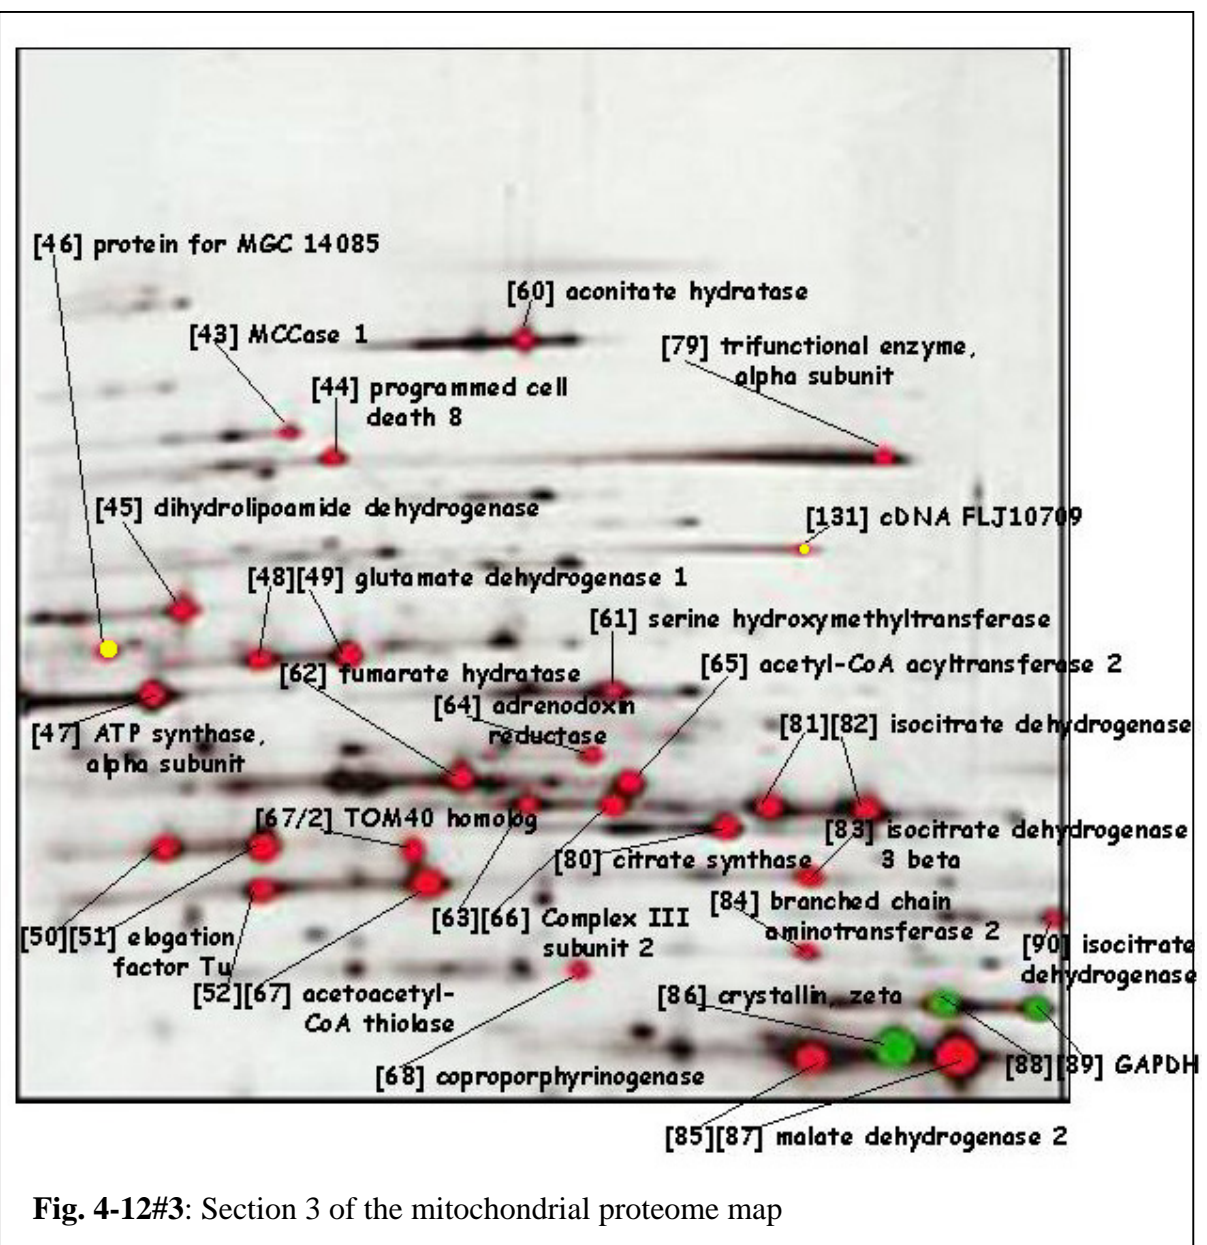 [46] protein for MGC 14085
[60] aconitate hydratase
[43] MCCase 1
[79] trifunctional enzyme,
alpha subunit
[44] programmed cell
death 8
[45] dihydrolipoamide dehydrogenase
[131] cDNA FLJ10709
[48][49] glutamate dehydrogenase 1
[61] serine hydroxymethyltransferase
[65] acetyl-CoA acyltransferase 2
[62] fumarate hydratase
[64] adrenodoxin
reductase
[81][82] isocitrate dehydrogenase
[47] ATP synthase,
alpha subunit
[67/2] TOM40 homolog
[83] isocitrate dehydrogenase
3 beta
[80] citrate synthase
[84] branched chain
aminotransferase 2
[63][66] Complex III
subunit 2
[50][51] elogation
factor Tu
[90] isocitrate
dehydrogenase
[52][67] acetoacetyl-
CoA thiolase
[86] crystallin, zeta
[88][89] GAPDH
[68] coproporphyrinogenase
[85][87] malate dehydrogenase 2
Fig. 4-12#3: Section 3 of the mitochondrial proteome map